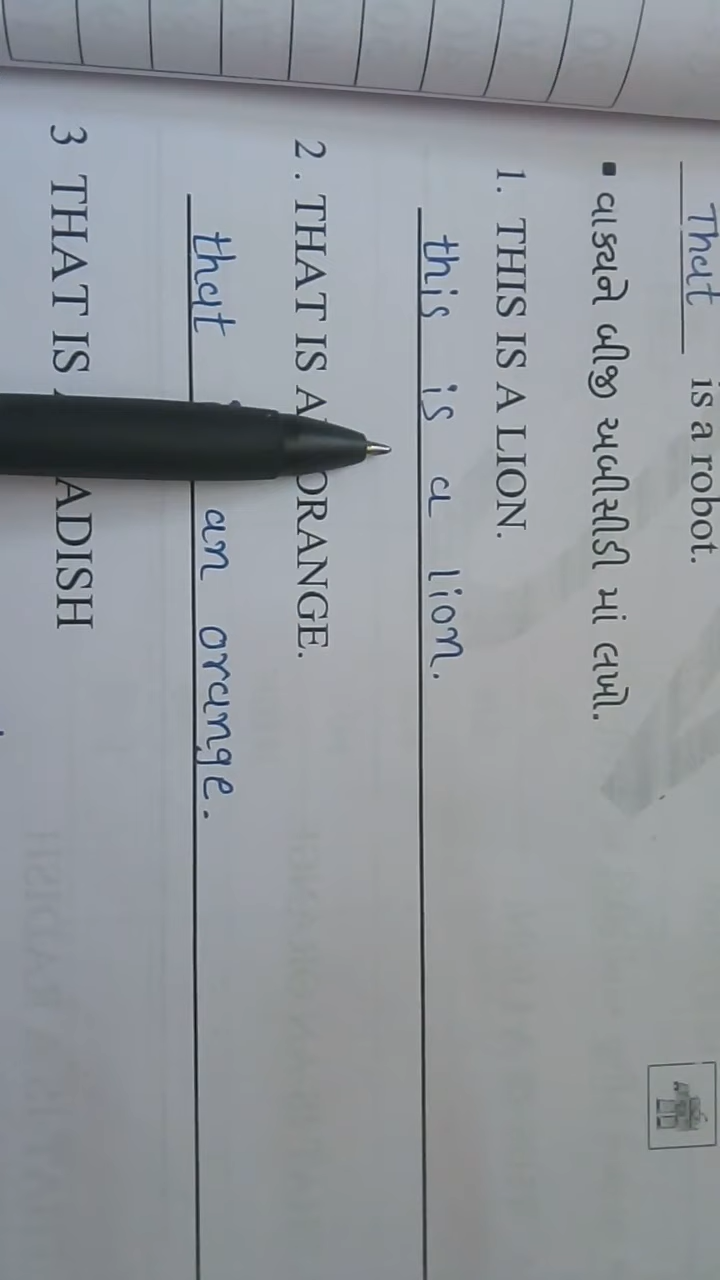 That is a robot.
▪ વાક્યને બીજી એબીસીડી માં લખો.
1. THIS IS A LION.
this is a lion.
2. THAT IS ORANGE.
that an orange.
3 THAT IS